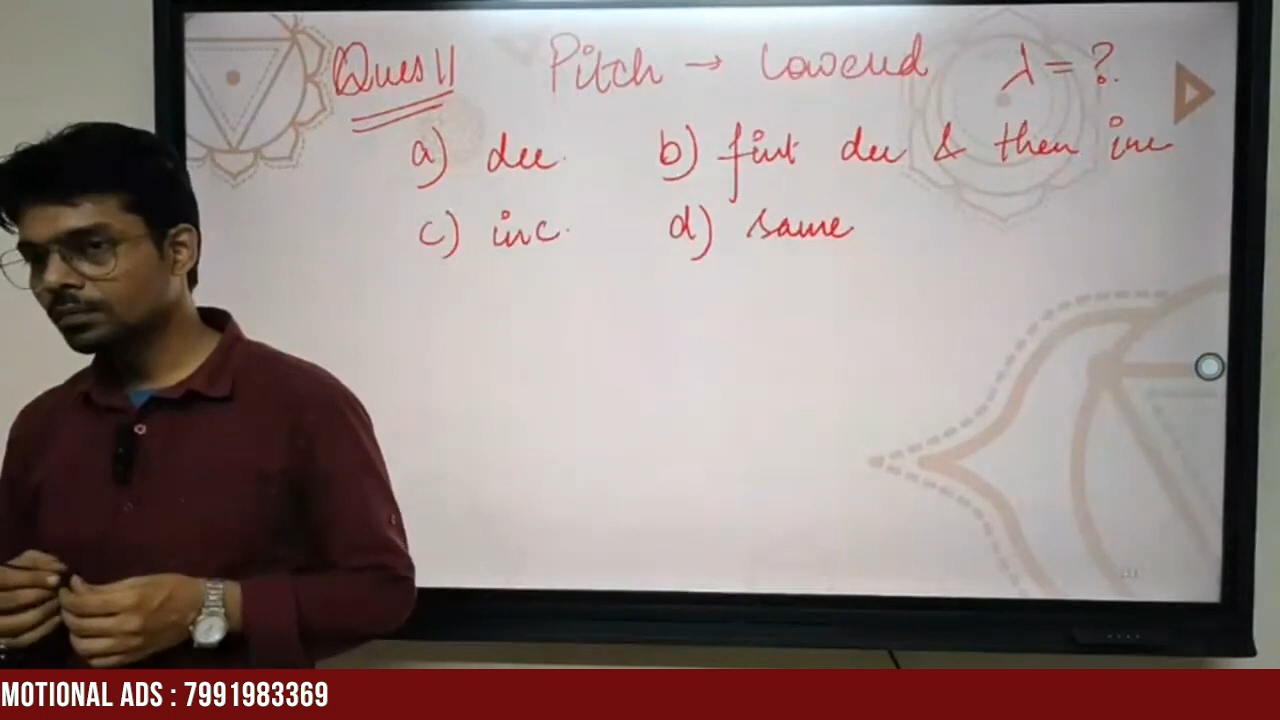 Ques 11 Pitch → Lowered λ = ?
a) dec. b) first dec & then inc
c) inc. d) same
MOTIONAL ADS : 7991983369